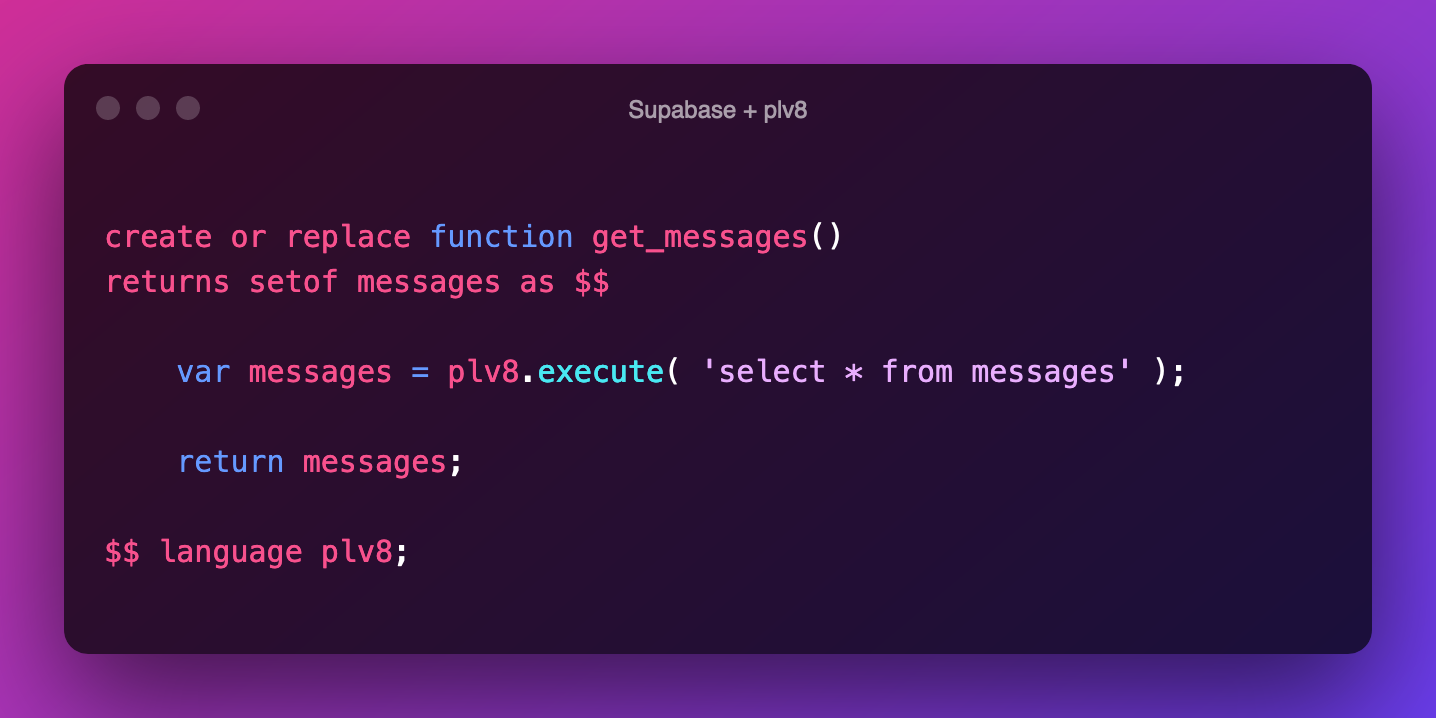 Supabase + plv8
create or replace function get_messages()
returns setof messages as $$
var messages = plv8.execute( 'select * from messages' );
return messages;
$$ language plv8;